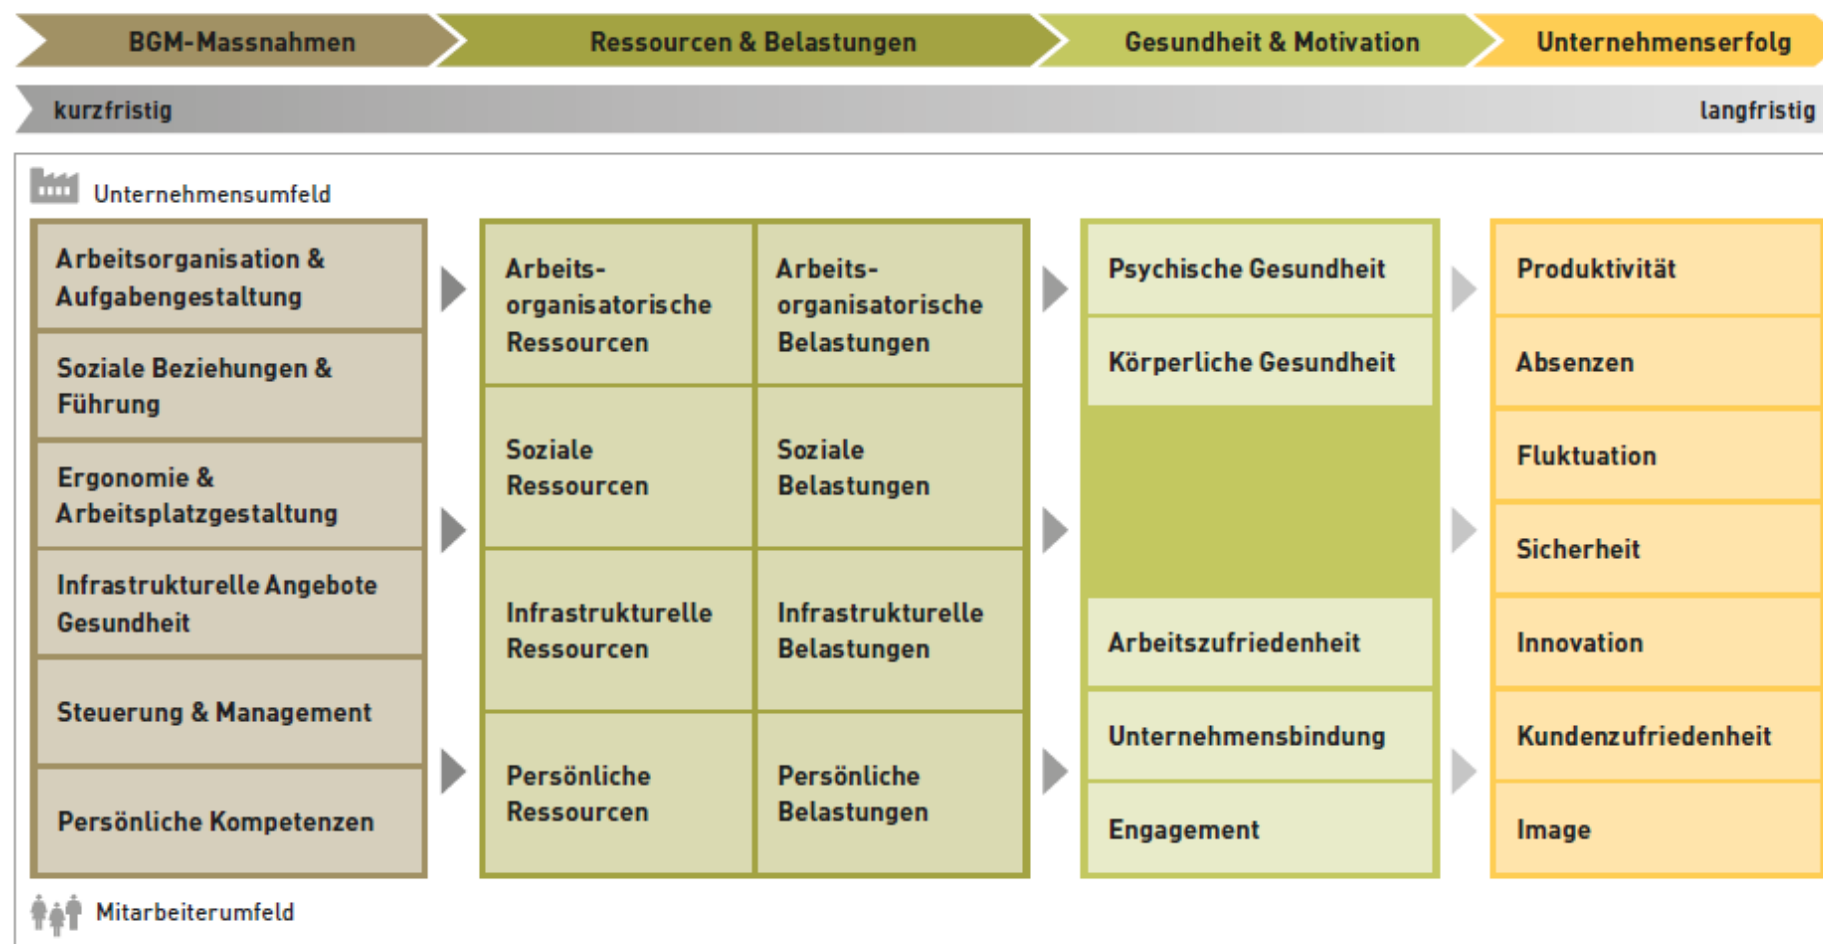 BGM-Massnahmen
Ressourcen & Belastungen
Gesundheit & Motivation
Unternehmenserfolg
kurzfristig
langfristig
Unternehmensumfeld
Arbeitsorganisation &
Aufgabengestaltung
Soziale Beziehungen &
Führung
Ergonomie &
Arbeitsplatzgestaltung
Infrastrukturelle Angebote
Gesundheit
Steuerung & Management
Persönliche Kompetenzen
Arbeits-
organisatorische
Ressourcen
Arbeits-
organisatorische
Belastungen
Soziale
Ressourcen
Soziale
Belastungen
Infrastrukturelle
Ressourcen
Infrastrukturelle
Belastungen
Persönliche
Ressourcen
Persönliche
Belastungen
Psychische Gesundheit
Körperliche Gesundheit
Arbeitszufriedenheit
Unternehmensbindung
Engagement
Produktivität
Absenzen
Fluktuation
Sicherheit
Innovation
Kundenzufriedenheit
Image
Mitarbeiterumfeld